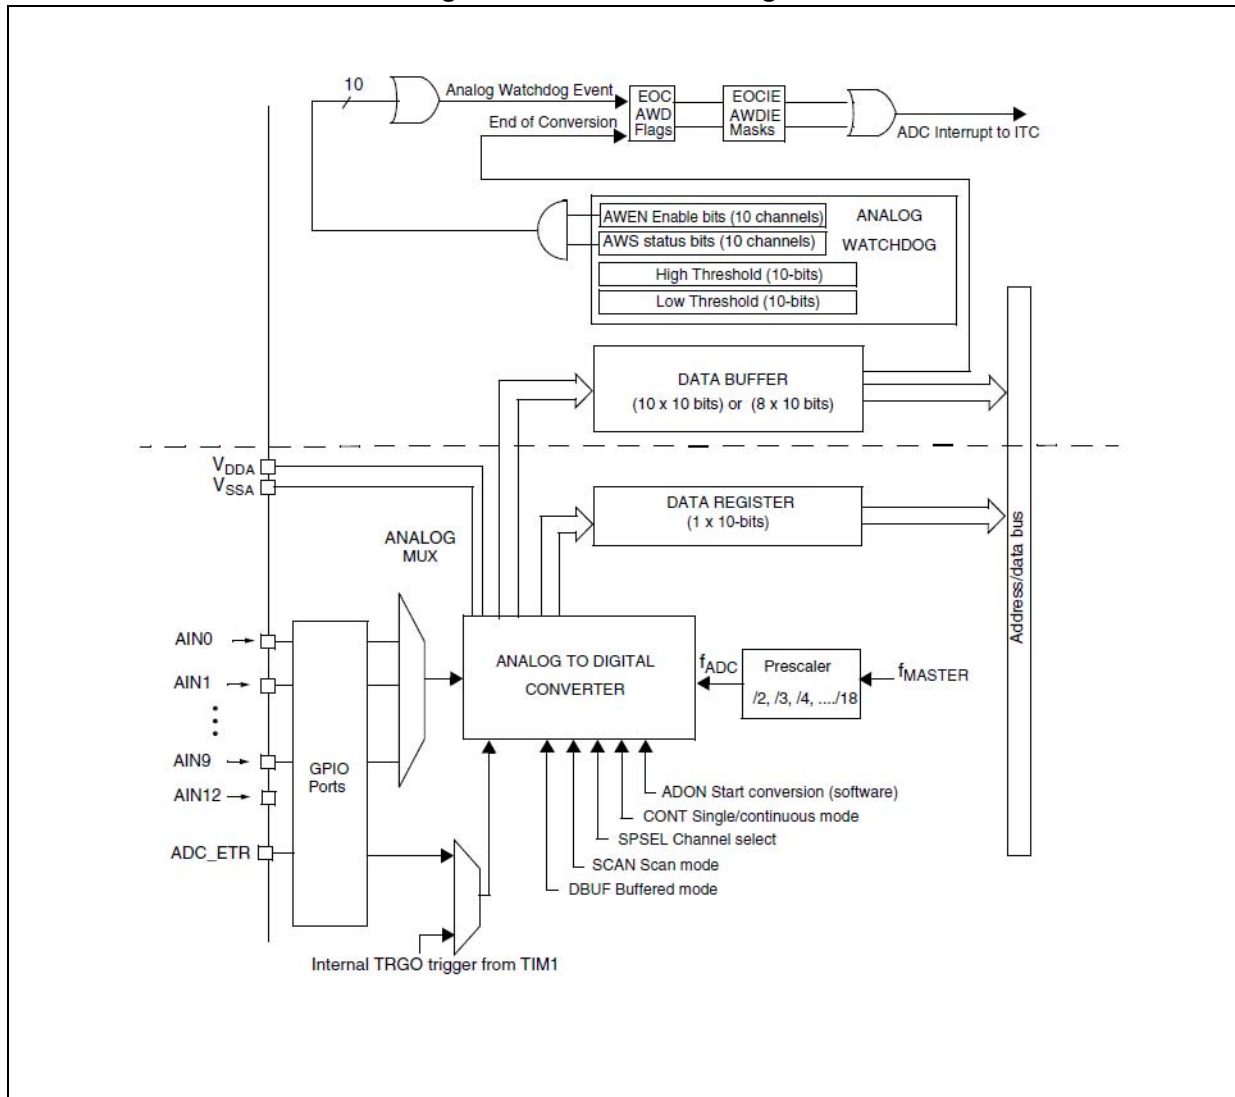 10
Analog Watchdog Event
End of Conversion
EOC
AWD
Flags
EOCIE
AWDIE
Masks
ADC Interrupt to ITC
AWEN Enable bits (10 channels)
AWS status bits (10 channels)
ANALOG
WATCHDOG
High Threshold (10-bits)
Low Threshold (10-bits)
DATA BUFFER
(10 x 10 bits) or (8 x 10 bits)
VDDA
VSSA
DATA REGISTER
(1 x 10-bits)
ANALOG
MUX
Address/data bus
AIN0
AIN1
AIN9
AIN12
ADC_ETR
GPIO
Ports
ANALOG TO DIGITAL
CONVERTER
fADC
Prescaler
/2, /3, /4, ..../18
fMASTER
ADON Start conversion (software)
CONT Single/continuous mode
SPSEL Channel select
SCAN Scan mode
DBUF Buffered mode
Internal TRGO trigger from TIM1